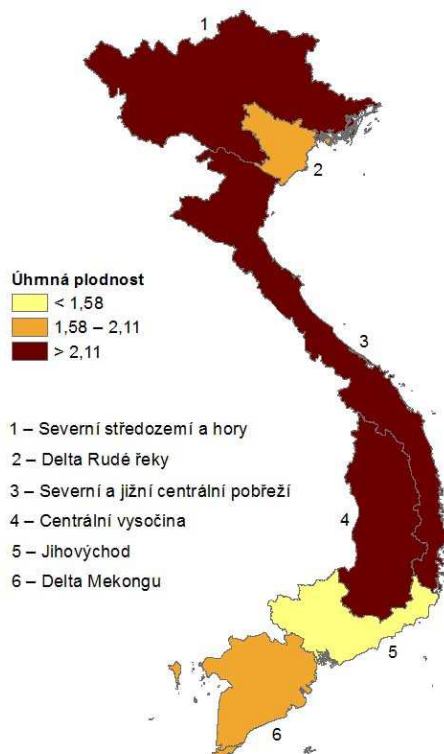 1
2
Úhrnná plodnost
< 1,58
1,58 – 2,11
> 2,11
3
1 – Severní středozemí a hory
2 – Delta Rudé řeky
3 – Severní a jižní centrální pobřeží
4 – Centrální vysočina
5 – Jihovýchod
6 – Delta Mekongu
4
5
6